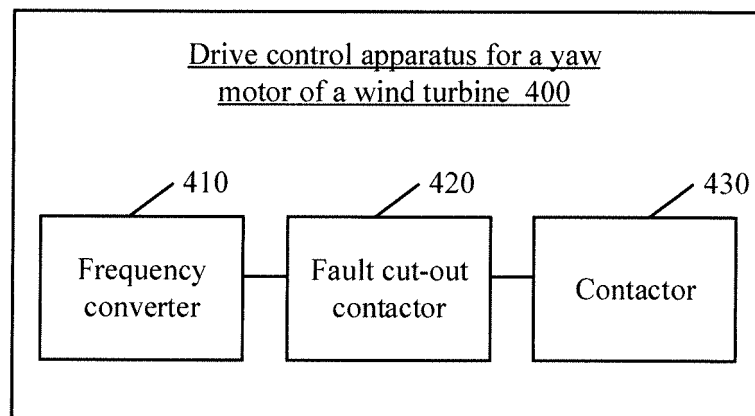 Drive control apparatus for a yaw
motor of a wind turbine 400
410
420
430
Frequency
converter
Fault cut-out
contactor
Contactor